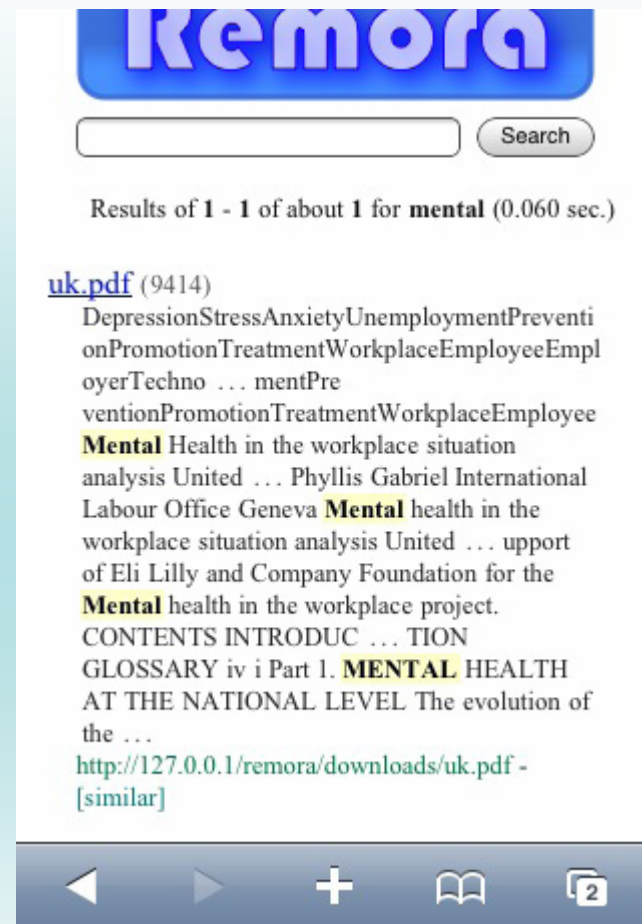 Remora
Search
Results of 1 - 1 of about 1 for mental (0.060 sec.)
uk.pdf (9414)
DepressionStressAnxietyUnemploymentPreventi
onPromotionTreatmentWorkplaceEmployeeEmpl
oyerTechno ... mentPre
ventionPromotionTreatmentWorkplaceEmployee
Mental Health in the workplace situation
analysis United ... Phyllis Gabriel International
Labour Office Geneva Mental health in the
workplace situation analysis United ... upport
of Eli Lilly and Company Foundation for the
Mental health in the workplace project.
CONTENTS INTRODUC ... TION
GLOSSARY iv i Part 1. MENTAL HEALTH
AT THE NATIONAL LEVEL The evolution of
the ...
http://127.0.0.1/remora/downloads/uk.pdf -
[similar]
2